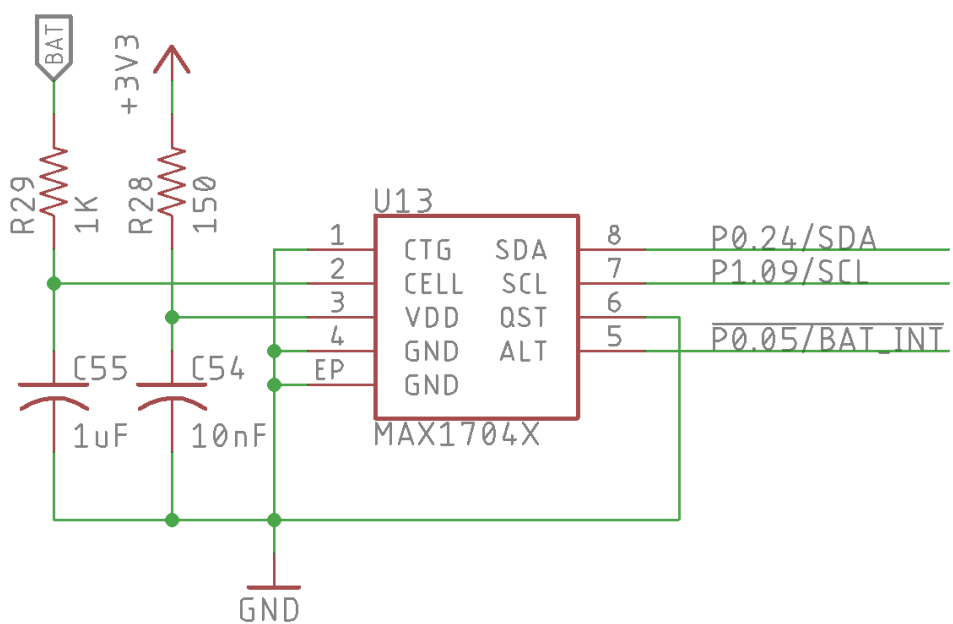 BAT
+3V3
R29
1K
R28
150
U13
1 CTG SDA 8 P0.24/SDA
2 CELL SCL 7 P1.09/SCL
3 VDD QST 6
4 GND ALT 5 P0.05/BAT_INT
EP GND
C55
1uF
C54
10nF
MAX1704X
GND